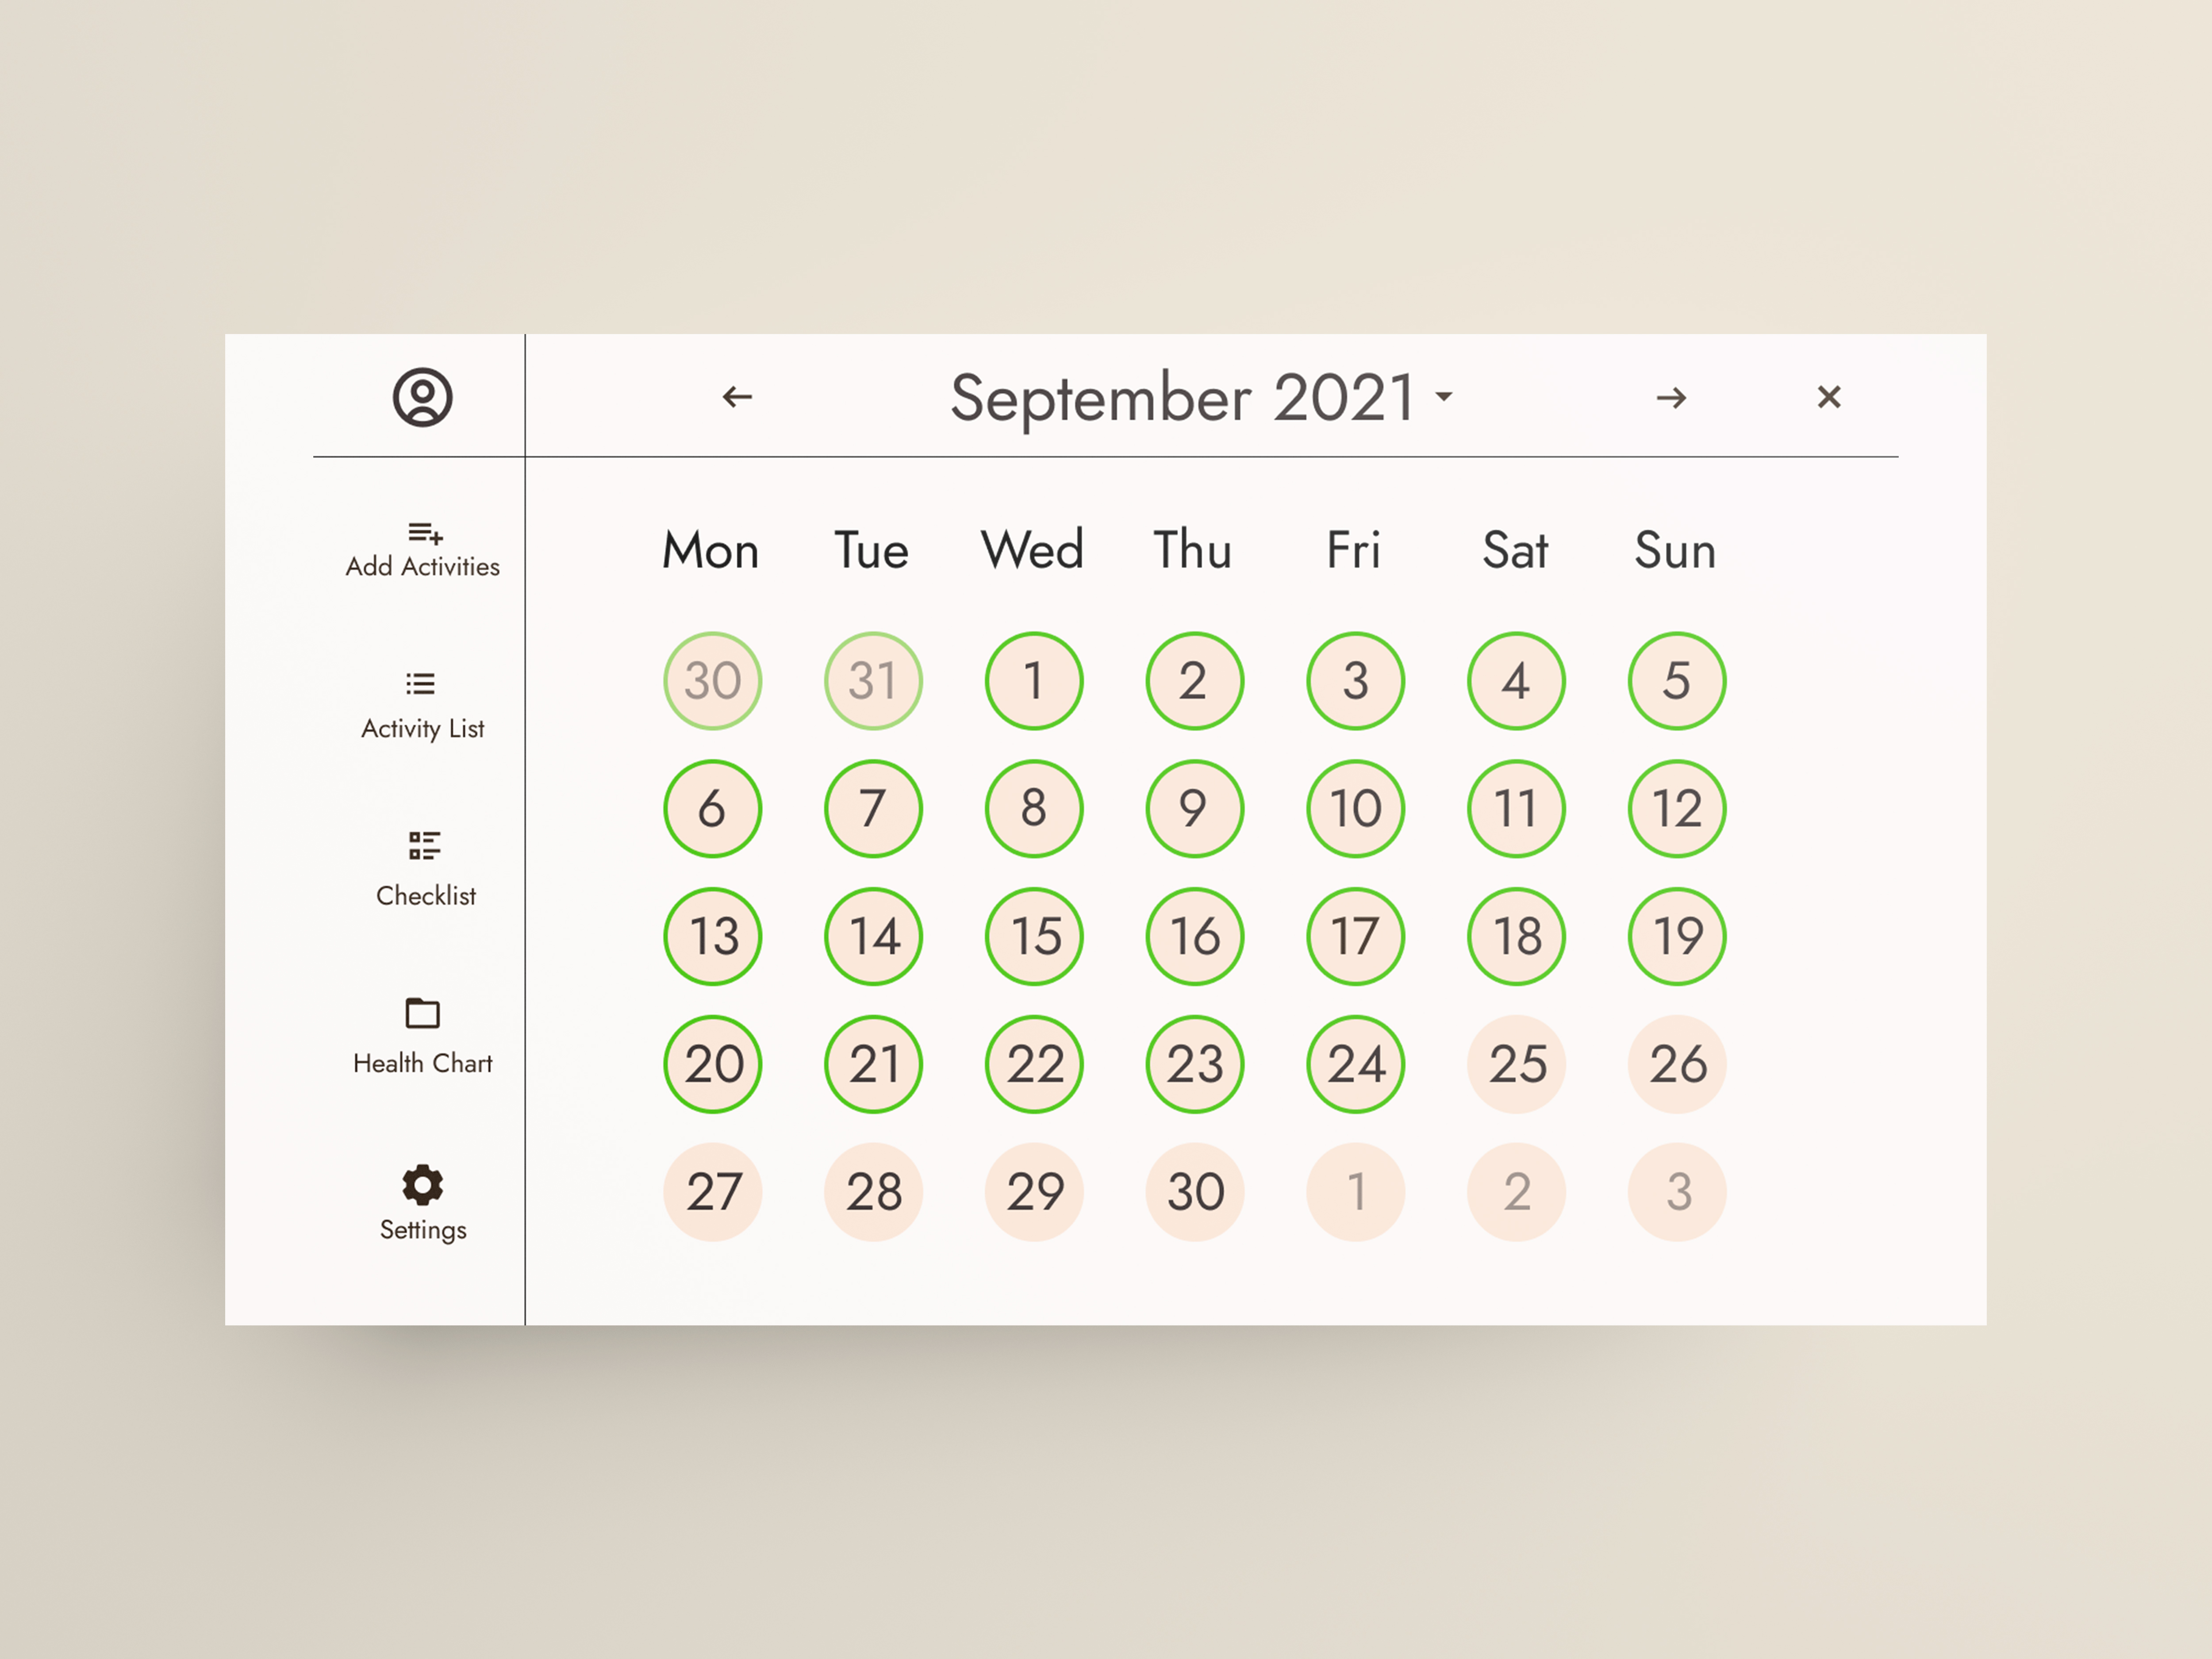 September 2021
Add Activities
Activity List
Checklist
Health Chart
Settings
Mon Tue Wed Thu Fri Sat Sun
30 31 1 2 3 4 5
6 7 8 9 10 11 12
13 14 15 16 17 18 19
20 21 22 23 24 25 26
27 28 29 30 1 2 3